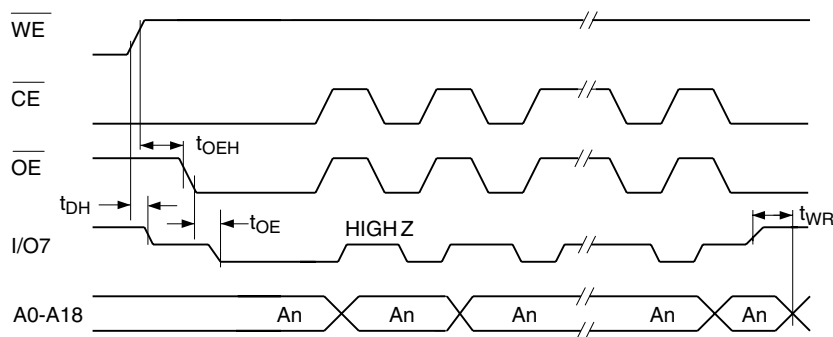 WE
CE
tOEH
OE
tDH
tOE
HIGH Z
tWR
I/O7
A0-A18 An An An An An